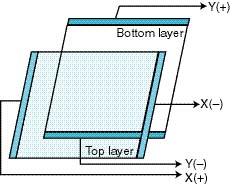 Y(+)
Bottom layer
X(–)
Top layer
Y(–)
X(+)